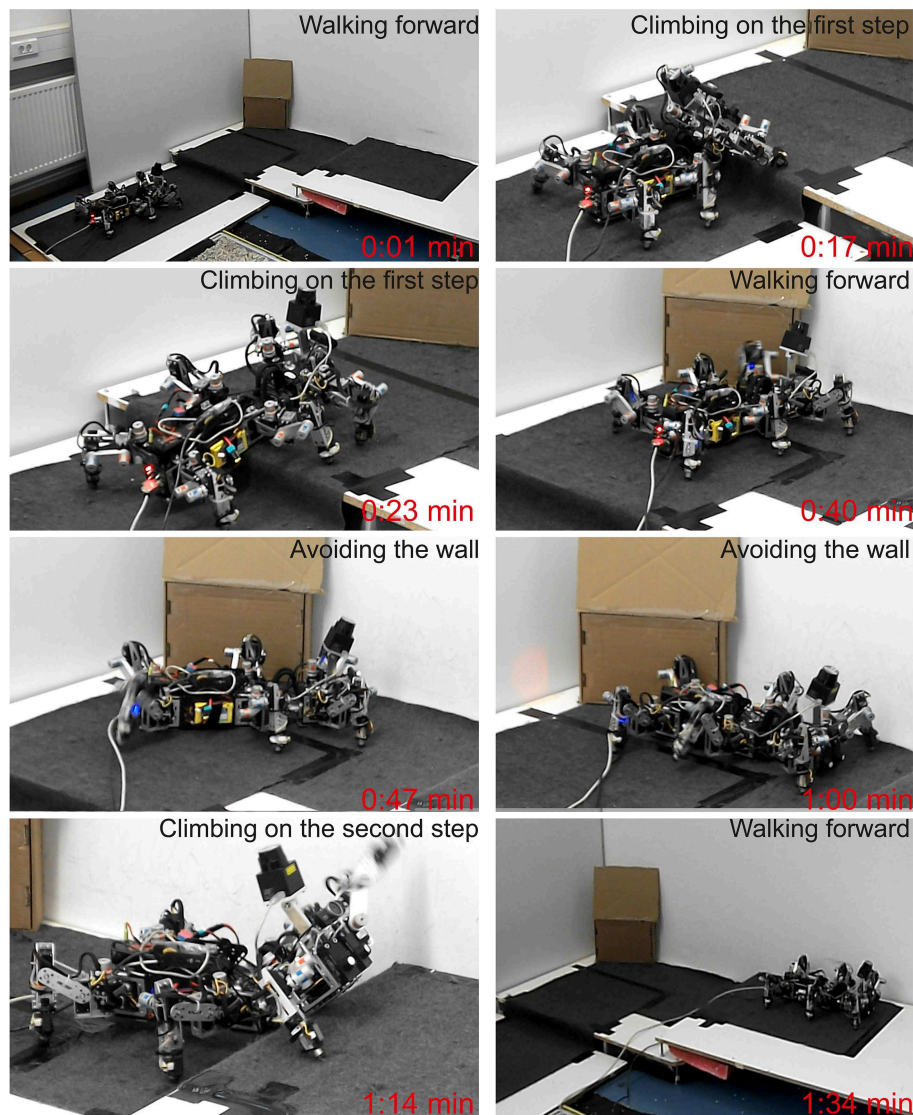 Walking forward
0:01 min
Climbing on the first step
0:17 min
Climbing on the first step
0:23 min
Walking forward
0:40 min
Avoiding the wall
0:47 min
Avoiding the wall
1:00 min
Climbing on the second step
1:14 min
Walking forward
1:34 min